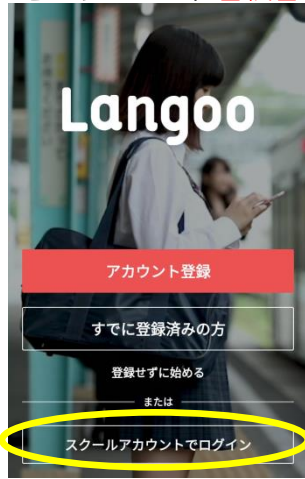 Langoo
アカウント登録
すでに登録済みの方
登録せずに始める
または
スクールアカウントでログイン